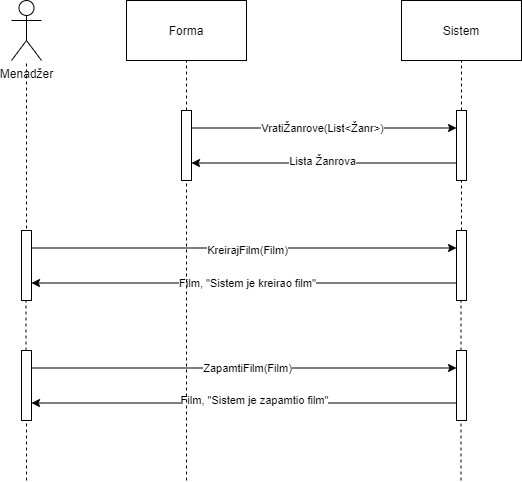 Forma
Sistem
Menadžer
VratiŽanrove(List<Žanr>)
Lista Žanrova
KreirajFilm(Film)
Film, "Sistem je kreirao film"
ZapamtiFilm(Film)
Film, "Sistem je zapamtio film"